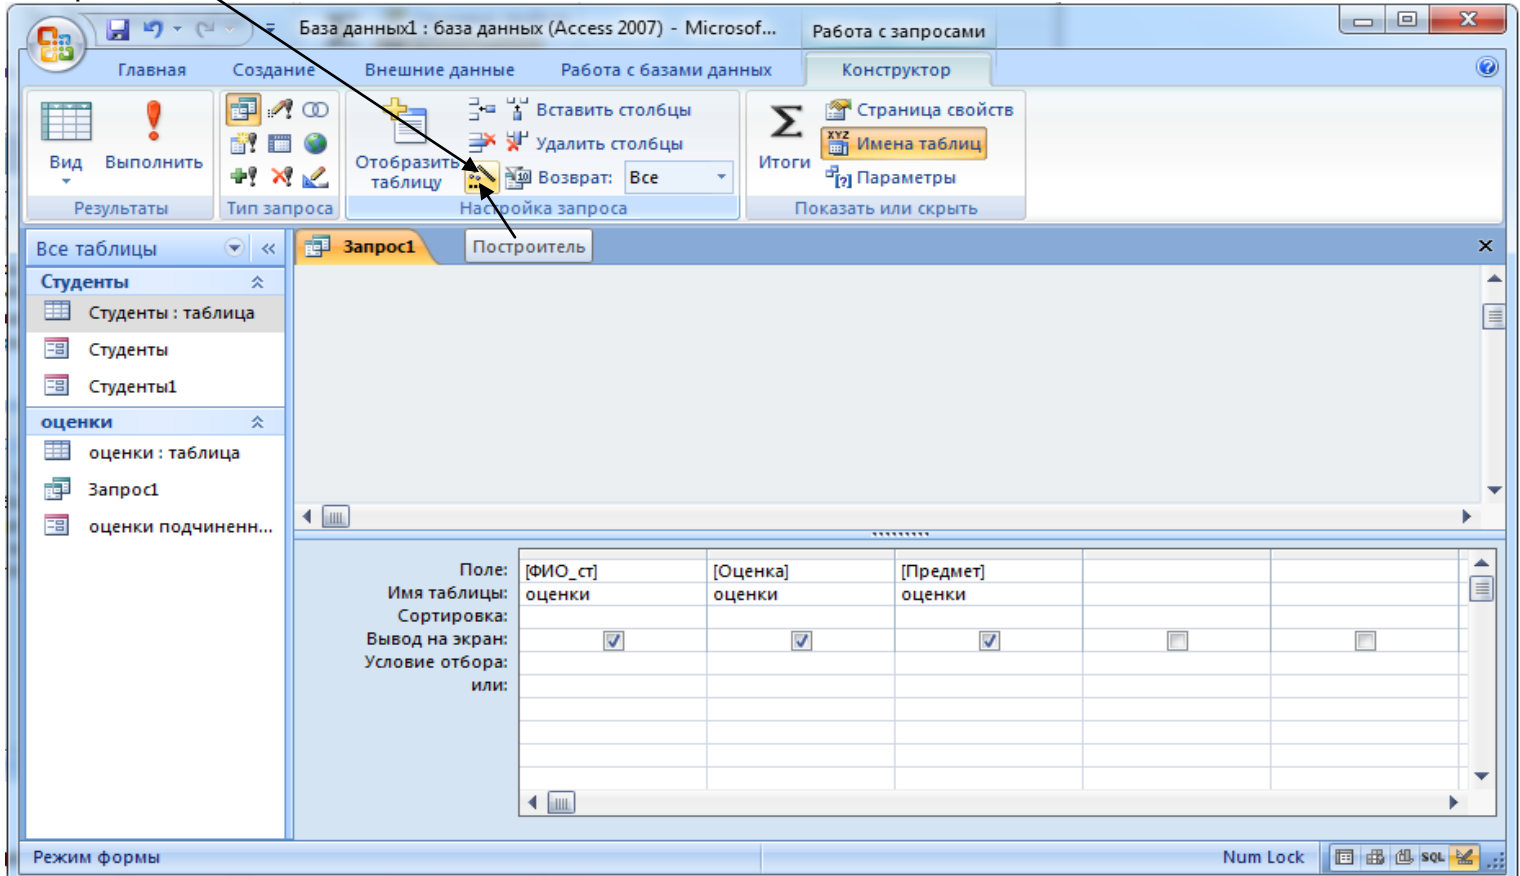 База данных1 : база данных (Access 2007) - Microsof...
Работа с запросами
Главная Создание Внешние данные Работа с базами данных Конструктор
Вид
Выполнить
Отобразить таблицу
Вставить столбцы
Удалить столбцы
10 Возврат: Все
Итоги
Страница свойств
XYZ Имена таблиц
[?] Параметры
Результаты Тип запроса Настройка запроса Показать или скрыть
Все таблицы
Запрос1
Построитель
Студенты
Студенты : таблица
Студенты
Студенты1
оценки
оценки : таблица
Запрос1
оценки подчиненн...
Поле: [ФИО_ст] [Оценка] [Предмет]
Имя таблицы: оценки оценки оценки
Сортировка:
Вывод на экран:
Условие отбора:
или:
Режим формы Num Lock SQL